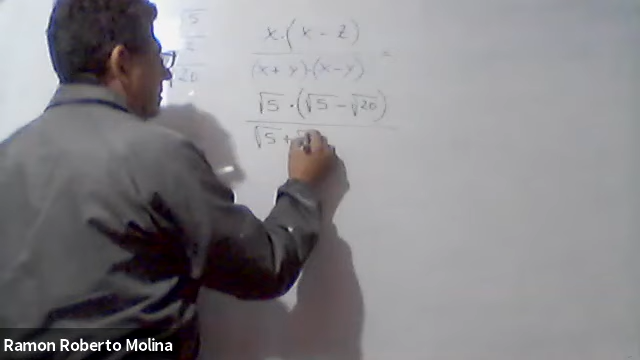 √5
2
√20
x·(x - z)
(x + y)·(x - y)
=
√5 · (√5 - √20)
√5 +
Ramon Roberto Molina